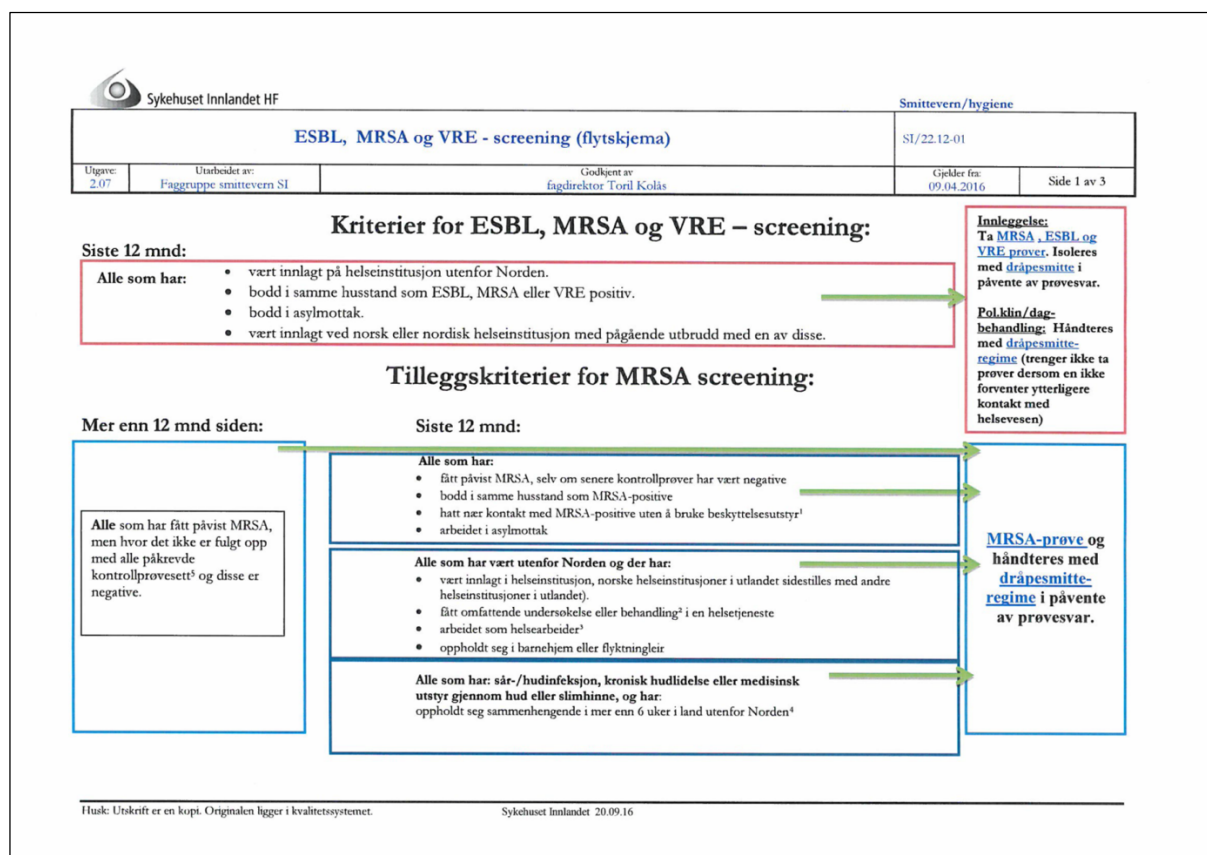 Sykehuset Innlandet HF
Smittevern/hygiene
ESBL, MRSA og VRE - screening (flytskjema)
SI/22.12-01
Utgave:
2.07
Utarbeidet av:
Faggruppe smittevern SI
Godkjent av
fagdirektor Toril Kolås
Gjelder fra:
09.04.2016
Side 1 av 3
Kriterier for ESBL, MRSA og VRE – screening:
Siste 12 mnd:
Alle som har:
• vært innlagt på helseinstitusjon utenfor Norden.
• bodd i samme husstand som ESBL, MRSA eller VRE positiv.
• bodd i asylmottak.
• vært innlagt ved norsk eller nordisk helseinstitusjon med pågående utbrudd med en av disse.
Innleggelse:
Ta MRSA , ESBL og
VRE prøver. Isoleres
med dråpesmitte i
påvente av prøvesvar.
Pol.klin/dag-
behandling: Håndteres
med dråpesmitte-
regime (trenger ikke ta
prøver dersom en ikke
forventer ytterligere
kontakt med
helsevesen)
Tilleggskriterier for MRSA screening:
Mer enn 12 mnd siden:
Alle som har fått påvist MRSA,
men hvor det ikke er fulgt opp
med alle påkrevde
kontrollprøvesett⁵ og disse er
negative.
Siste 12 mnd:
Alle som har:
• fått påvist MRSA, selv om senere kontrollprøver har vært negative
• bodd i samme husstand som MRSA-positive
• hatt nær kontakt med MRSA-positive uten å bruke beskyttelsesutstyr¹
• arbeidet i asylmottak
Alle som har vært utenfor Norden og der har:
• vært innlagt i helseinstitusjon, norske helseinstitusjoner i utlandet sidestilles med andre
helseinstitusjoner i utlandet).
• fått omfattende undersøkelse eller behandling² i en helsetjeneste
• arbeidet som helsearbeider³
• oppholdt seg i barnehjem eller flyktningleir
Alle som har: sår-/hudinfeksjon, kronisk hudlidelse eller medisinsk
utstyr gjennom hud eller slimhinne, og har:
oppholdt seg sammenhengende i mer enn 6 uker i land utenfor Norden⁴
MRSA-prøve og
håndteres med
dråpesmitte-
regime i påvente
av prøvesvar.
Husk: Utskrift er en kopi. Originalen ligger i kvalitetssystemet.
Sykehuset Innlandet 20.09.16